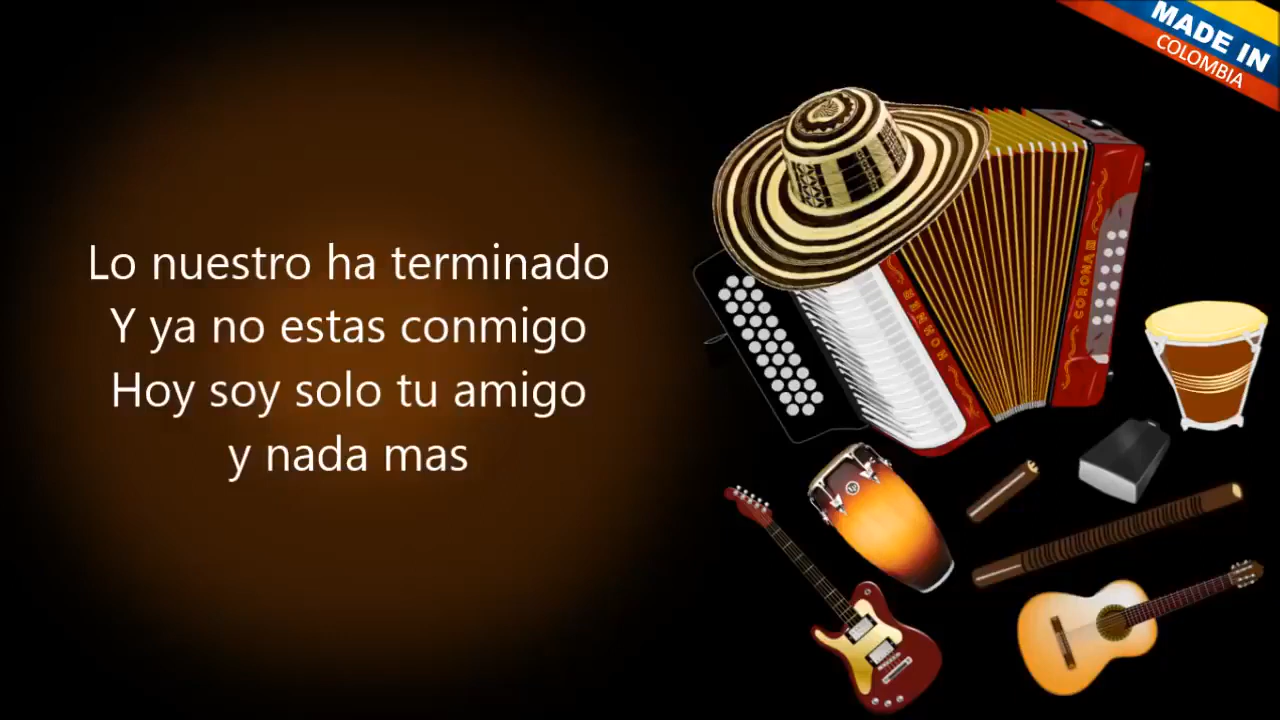 MADE IN
COLOMBIA
Lo nuestro ha terminado
Y ya no estas conmigo
Hoy soy solo tu amigo
y nada mas
HOHNER
CORONA III